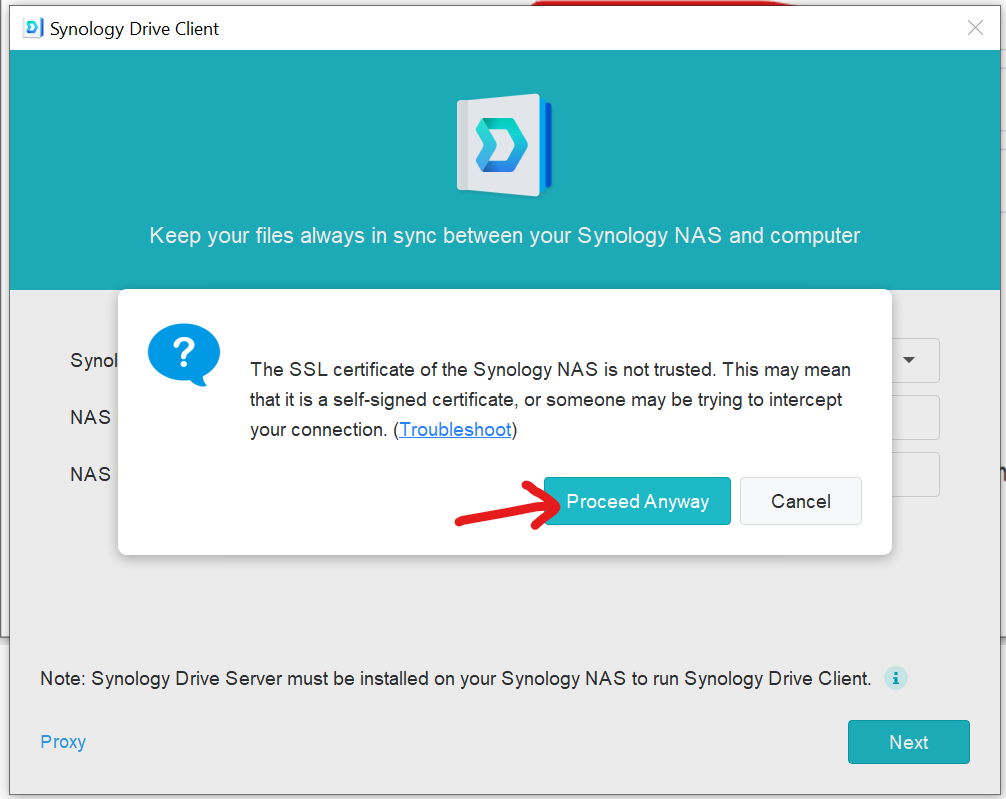 Synology Drive Client
Keep your files always in sync between your Synology NAS and computer
Synol
NAS
NAS
The SSL certificate of the Synology NAS is not trusted. This may mean
that it is a self-signed certificate, or someone may be trying to intercept
your connection. (Troubleshoot)
Proceed Anyway
Cancel
Note: Synology Drive Server must be installed on your Synology NAS to run Synology Drive Client.
Proxy
Next